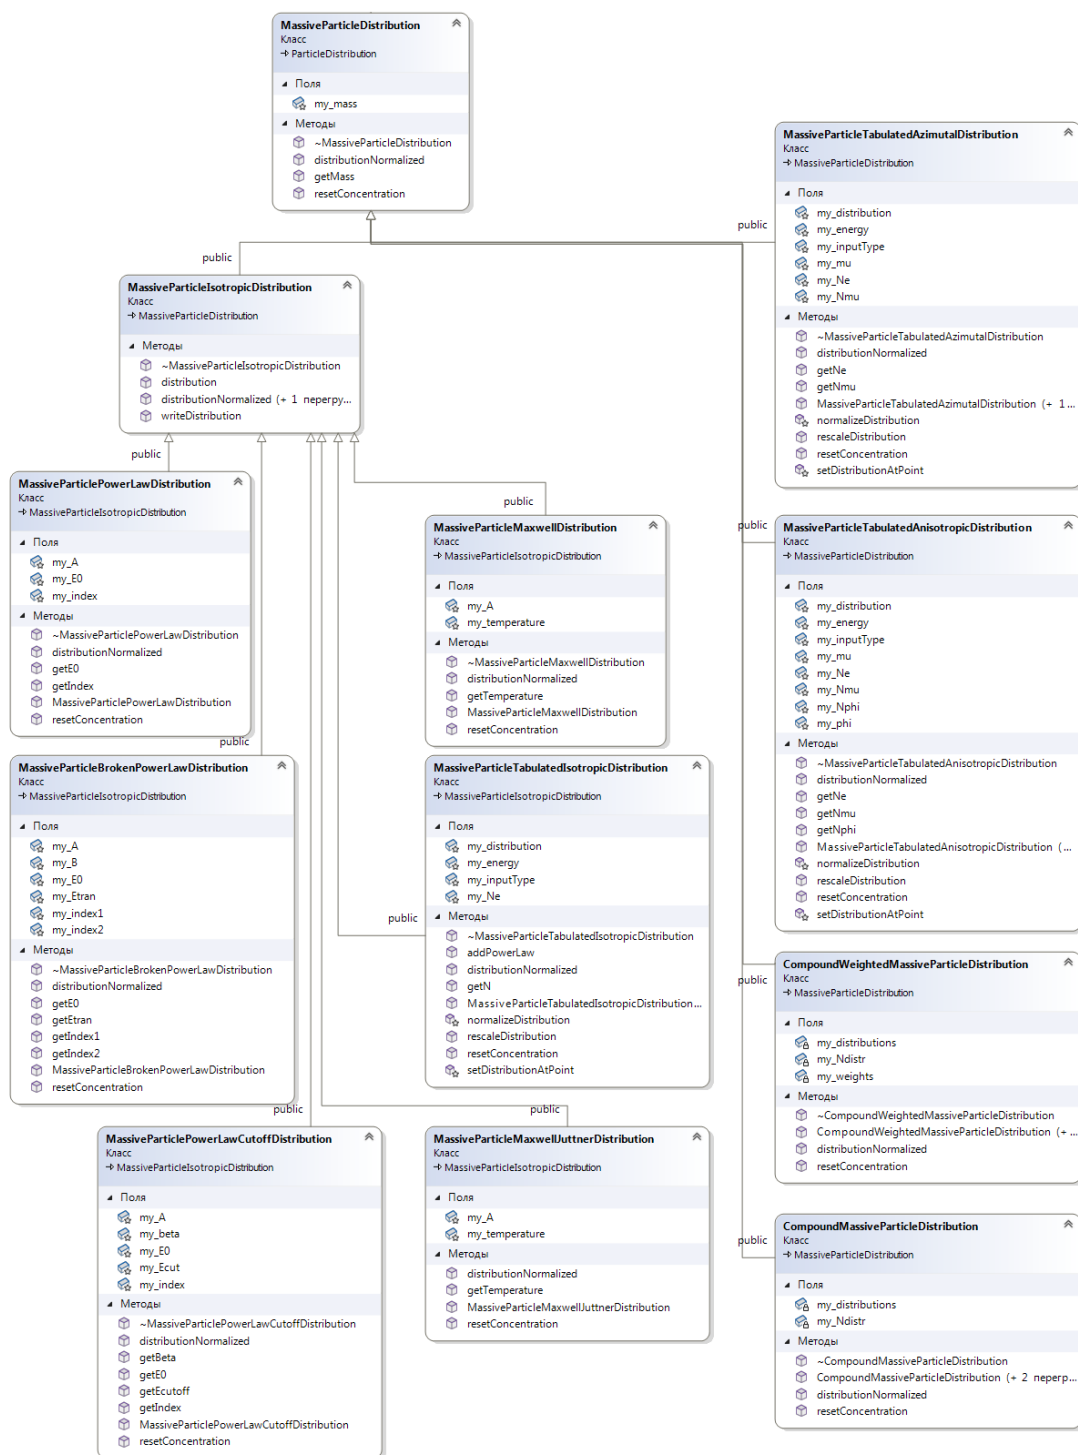 MassiveParticleDistribution
Класс
ParticleDistribution
Поля
my_mass
Методы
~MassiveParticleDistribution
distributionNormalized
getMass
resetConcentration
public
public
MassiveParticleTabulatedAzimutalDistribution
Класс
MassiveParticleDistribution
Поля
my_distribution
my_energy
my_inputType
my_mu
my_Ne
my_Nmu
Методы
~MassiveParticleTabulatedAzimutalDistribution
distributionNormalized
getNe
getNmu
MassiveParticleTabulatedAzimutalDistribution (+ 1 ...
normalizeDistribution
rescaleDistribution
resetConcentration
setDistributionAtPoint
MassiveParticleIsotropicDistribution
Класс
MassiveParticleDistribution
Методы
~MassiveParticleIsotropicDistribution
distribution
distributionNormalized (+ 1 перегру...
writeDistribution
public
public
public
MassiveParticlePowerLawDistribution
Класс
MassiveParticleIsotropicDistribution
Поля
my_A
my_E0
my_index
Методы
~MassiveParticlePowerLawDistribution
distributionNormalized
getE0
getIndex
MassiveParticlePowerLawDistribution
resetConcentration
public
MassiveParticleMaxwellDistribution
Класс
MassiveParticleIsotropicDistribution
Поля
my_A
my_temperature
Методы
~MassiveParticleMaxwellDistribution
distributionNormalized
getTemperature
MassiveParticleMaxwellDistribution
resetConcentration
MassiveParticleTabulatedAnisotropicDistribution
Класс
MassiveParticleDistribution
Поля
my_distribution
my_energy
my_inputType
my_mu
my_Ne
my_Nmu
my_Nphi
my_phi
Методы
~MassiveParticleTabulatedAnisotropicDistribution
distributionNormalized
getNe
getNmu
getNphi
MassiveParticleTabulatedAnisotropicDistribution (...
normalizeDistribution
rescaleDistribution
resetConcentration
setDistributionAtPoint
MassiveParticleBrokenPowerLawDistribution
Класс
MassiveParticleIsotropicDistribution
Поля
my_A
my_B
my_E0
my_Etran
my_index1
my_index2
Методы
~MassiveParticleBrokenPowerLawDistribution
distributionNormalized
getE0
getEtran
getIndex1
getIndex2
MassiveParticleBrokenPowerLawDistribution
resetConcentration
public
public
MassiveParticleTabulatedIsotropicDistribution
Класс
MassiveParticleIsotropicDistribution
Поля
my_distribution
my_energy
my_inputType
my_Ne
Методы
~MassiveParticleTabulatedIsotropicDistribution
addPowerLaw
distributionNormalized
getN
MassiveParticleTabulatedIsotropicDistribution...
normalizeDistribution
rescaleDistribution
resetConcentration
setDistributionAtPoint
public
public
CompoundWeightedMassiveParticleDistribution
Класс
MassiveParticleDistribution
Поля
my_distributions
my_Ndistr
my_weights
Методы
~CompoundWeightedMassiveParticleDistribution
CompoundWeightedMassiveParticleDistribution (+ ...
distributionNormalized
resetConcentration
MassiveParticlePowerLawCutoffDistribution
Класс
MassiveParticleIsotropicDistribution
Поля
my_A
my_beta
my_E0
my_Ecut
my_index
Методы
~MassiveParticlePowerLawCutoffDistribution
distributionNormalized
getBeta
getE0
getEcutoff
getIndex
MassiveParticlePowerLawCutoffDistribution
resetConcentration
MassiveParticleMaxwellJuttnerDistribution
Класс
MassiveParticleIsotropicDistribution
Поля
my_A
my_temperature
Методы
distributionNormalized
getTemperature
MassiveParticleMaxwellJuttnerDistribution
resetConcentration
public
CompoundMassiveParticleDistribution
Класс
MassiveParticleDistribution
Поля
my_distributions
my_Ndistr
Методы
~CompoundMassiveParticleDistribution
CompoundMassiveParticleDistribution (+ 2 перегр...
distributionNormalized
resetConcentration